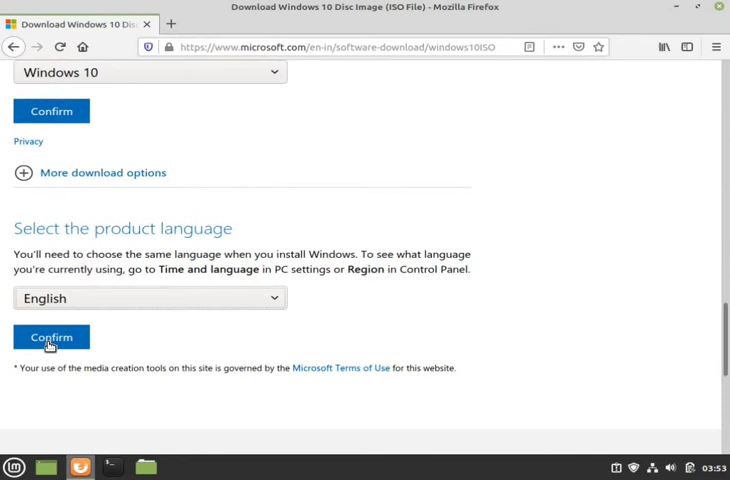 Download Windows 10 Disc Image (ISO File) - Mozilla Firefox
Download Windows 10 Disc
https://www.microsoft.com/en-in/software-download/windows10ISO
Windows 10
Confirm
Privacy
More download options
Select the product language
You'll need to choose the same language when you install Windows. To see what language
you're currently using, go to Time and language in PC settings or Region in Control Panel.
English
Confirm
* Your use of the media creation tools on this site is governed by the Microsoft Terms of Use for this website.
03:53